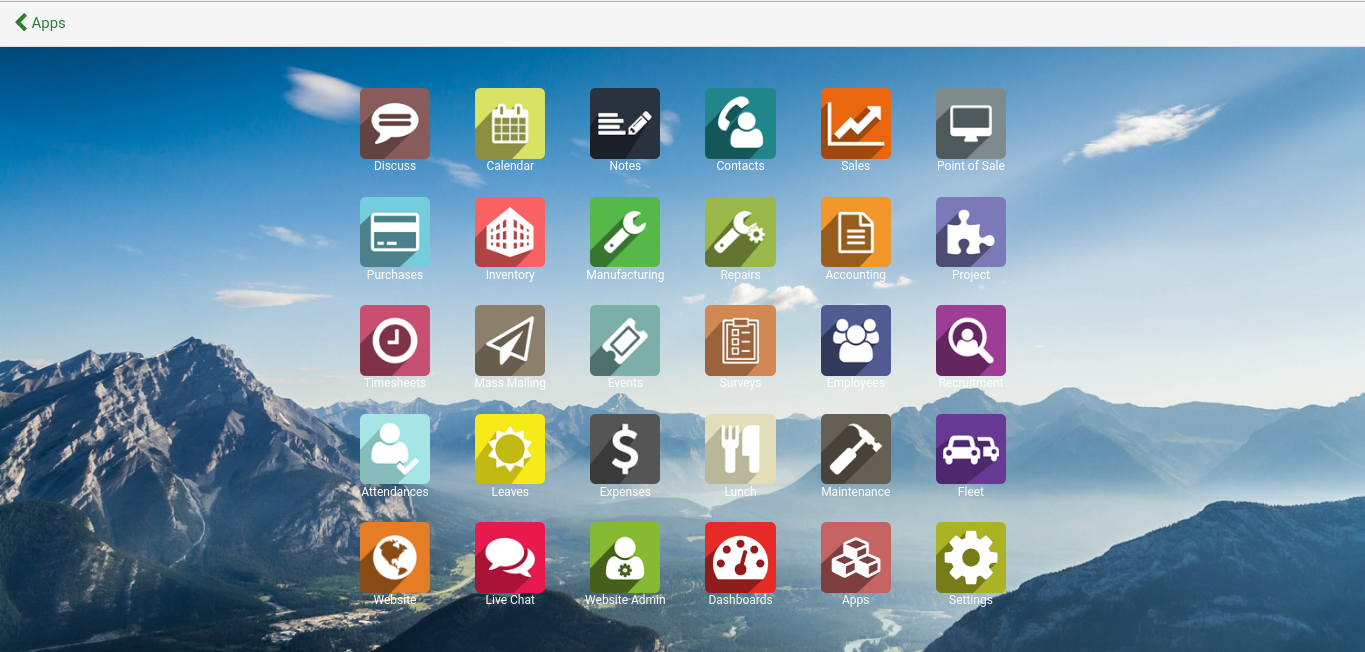 Apps
Discuss Calendar Notes Contacts Sales Point of Sale
Purchases Inventory Manufacturing Repairs Accounting Project
Timesheets Mass Mailing Events Surveys Employees Recruitment
Attendances Leaves Expenses Lunch Maintenance Fleet
Website Live Chat Website Admin Dashboards Apps Settings